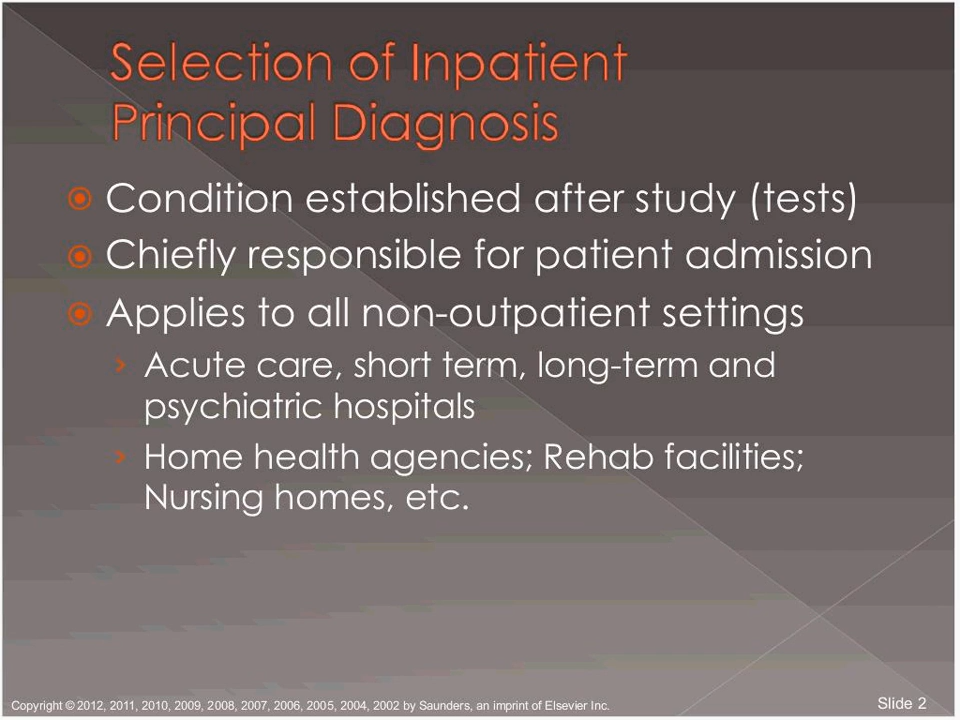 Selection of Inpatient
Principal Diagnosis
Condition established after study (tests)
Chiefly responsible for patient admission
Applies to all non-outpatient settings
Acute care, short term, long-term and
psychiatric hospitals
Home health agencies; Rehab facilities;
Nursing homes, etc.
Copyright © 2012, 2011, 2010, 2009, 2008, 2007, 2006, 2005, 2004, 2002 by Saunders, an imprint of Elsevier Inc.
Slide 2